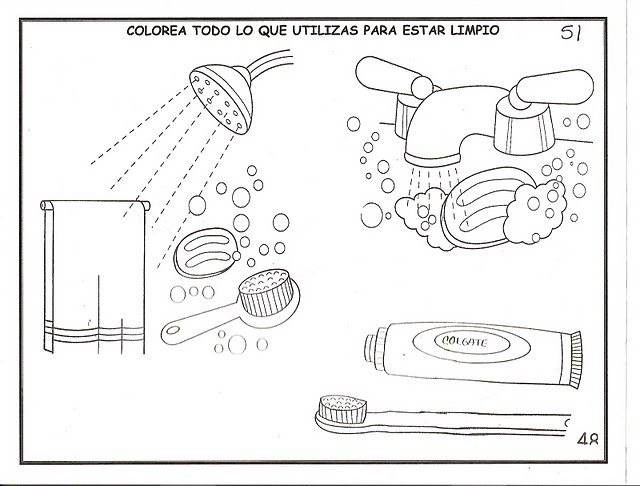 COLOREA TODO LO QUE UTILIZAS PARA ESTAR LIMPIO
51
COLGATE
48